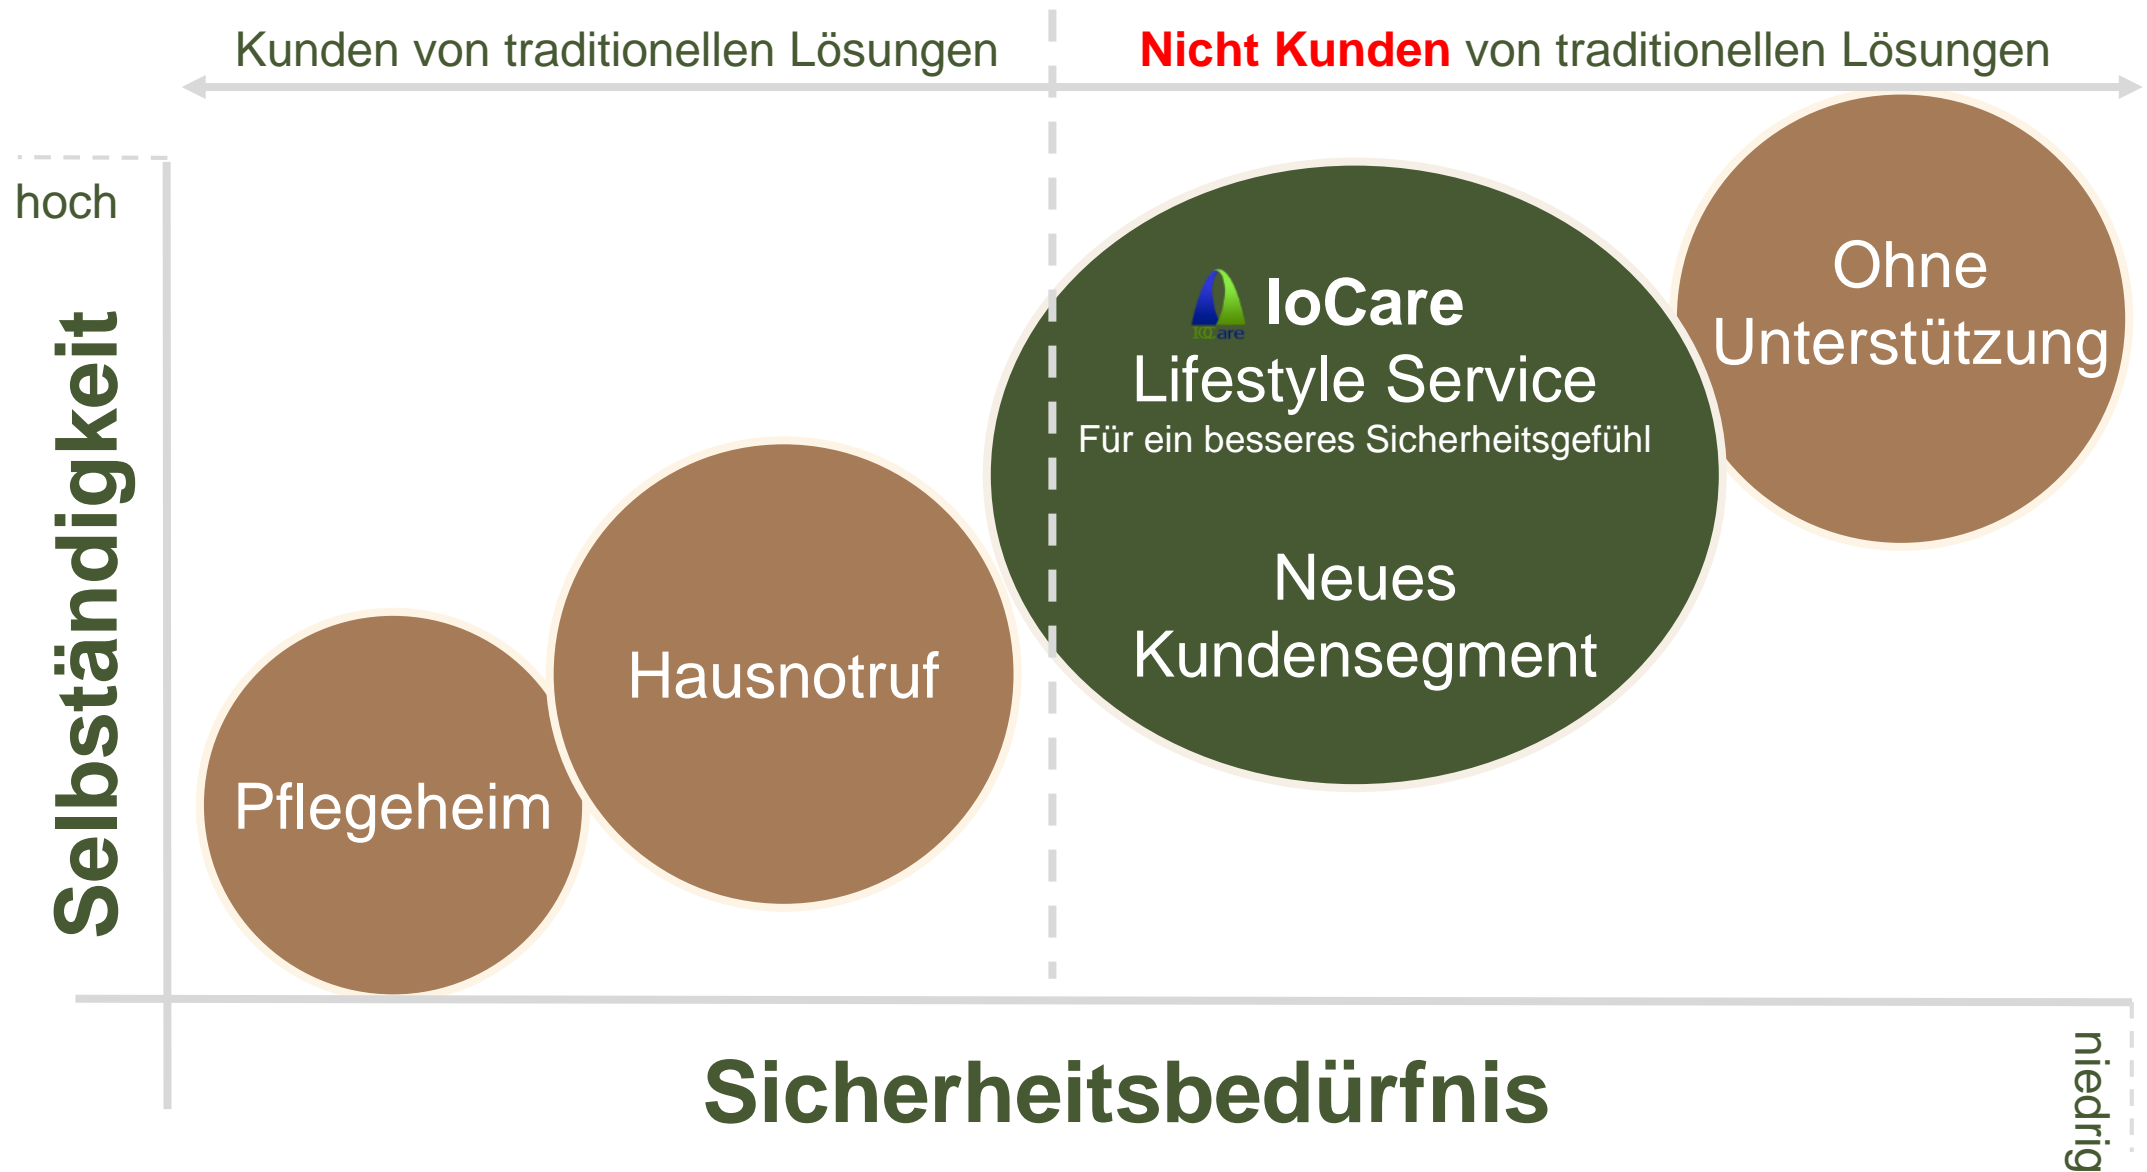 Kunden von traditionellen Lösungen
Nicht Kunden von traditionellen Lösungen
hoch
Selbständigkeit
IoCare
IOCare
Lifestyle Service
Für ein besseres Sicherheitsgefühl
Neues
Kundensegment
Ohne
Unterstützung
Hausnotruf
Pflegeheim
Sicherheitsbedürfnis
niedrig